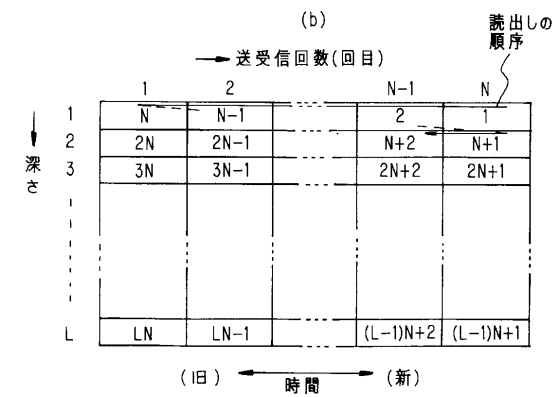 (b)
読出しの
順序
送受信回数(回目)
1 2 N-1 N
1 N N-1 2 1
2 2N 2N-1 N+2 N+1
3 3N 3N-1 2N+2 2N+1
深さ
L LN LN-1 (L-1)N+2 (L-1)N+1
(旧) 時間 (新)